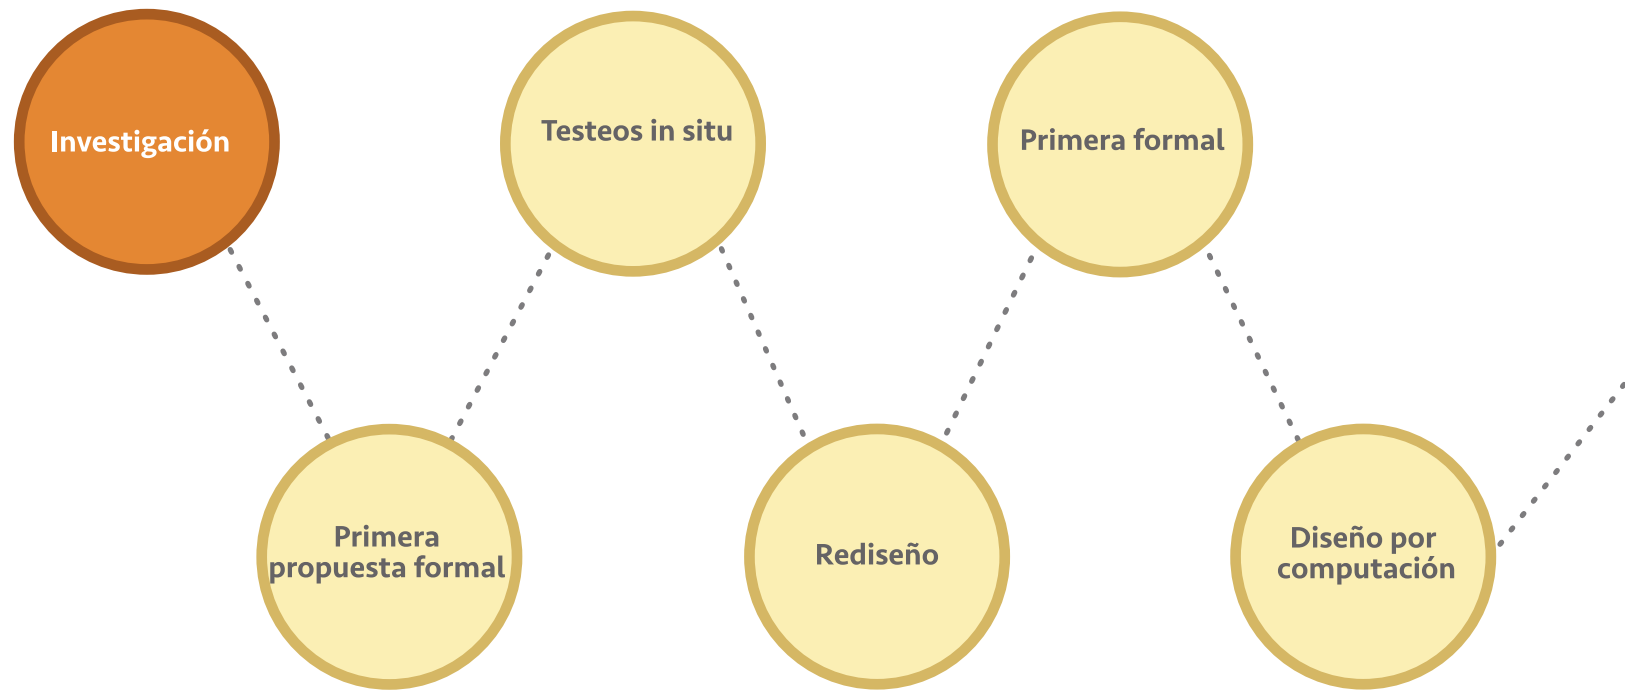 Investigación
Primera
propuesta formal
Testeos in situ
Rediseño
Primera formal
Diseño por
computación